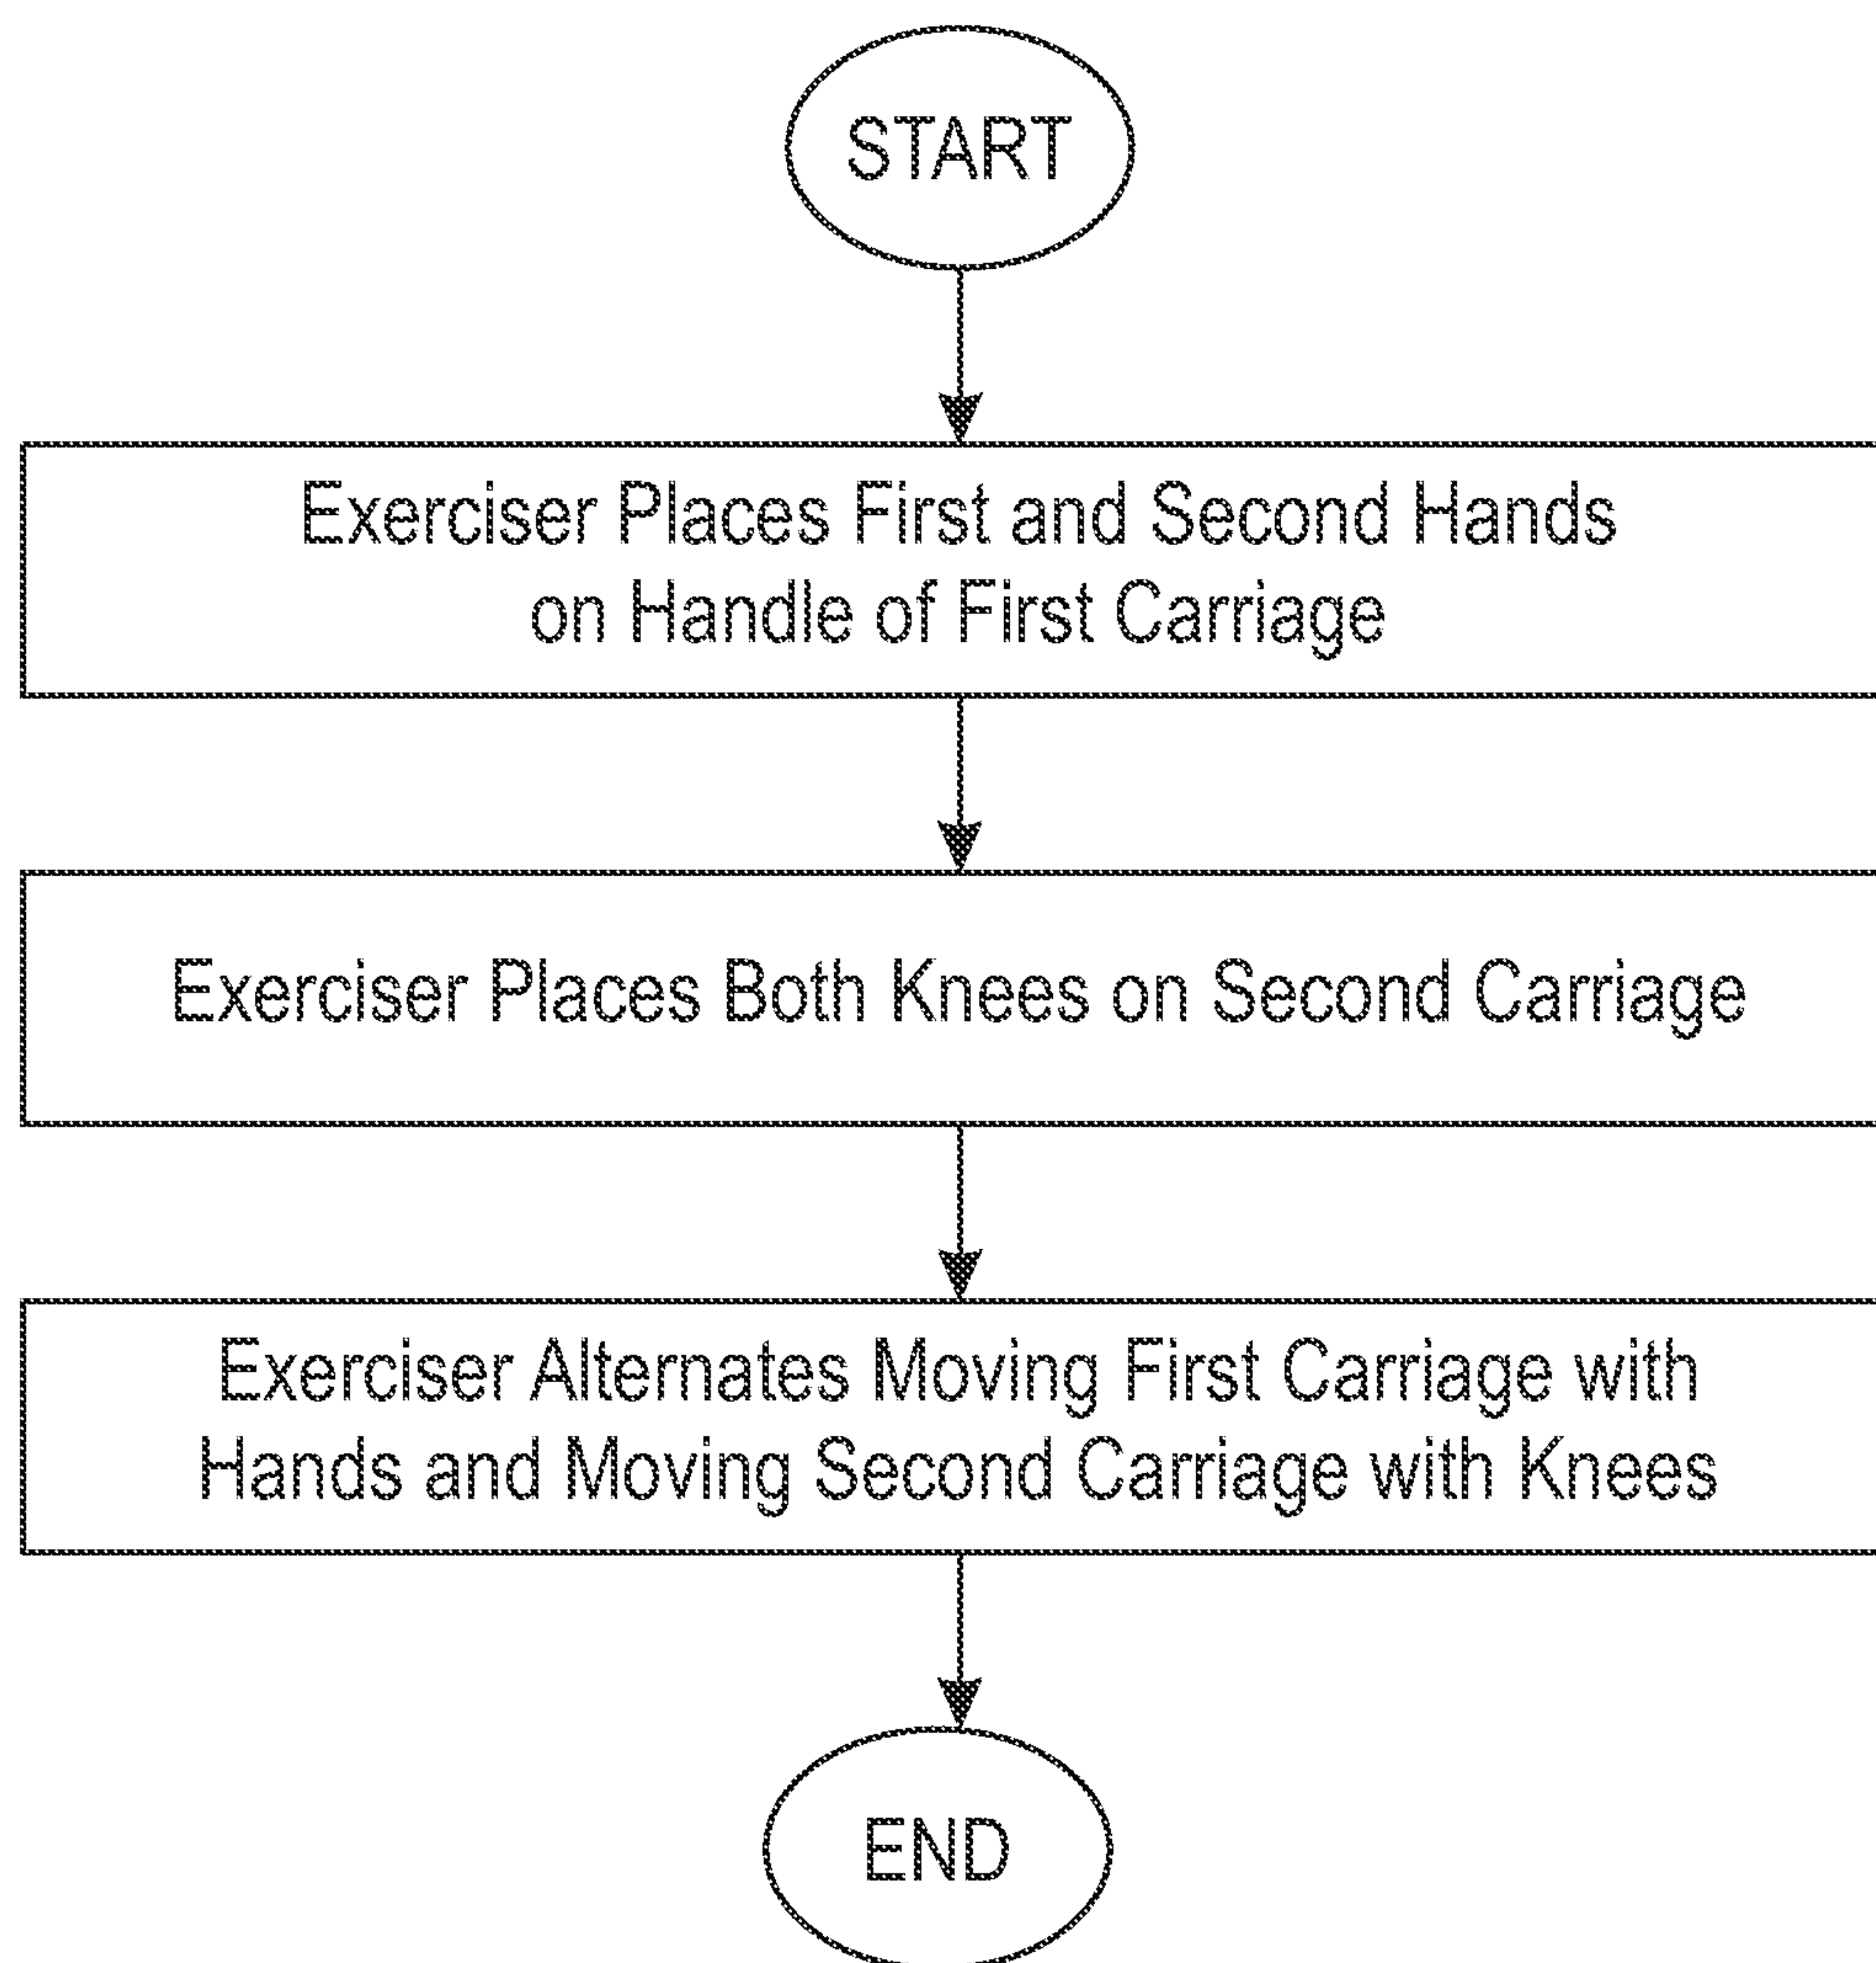 START
Exerciser Places First and Second Hands
on Handle of First Carriage
Exerciser Places Both Knees on Second Carriage
Exerciser Alternates Moving First Carriage with
Hands and Moving Second Carriage with Knees
END